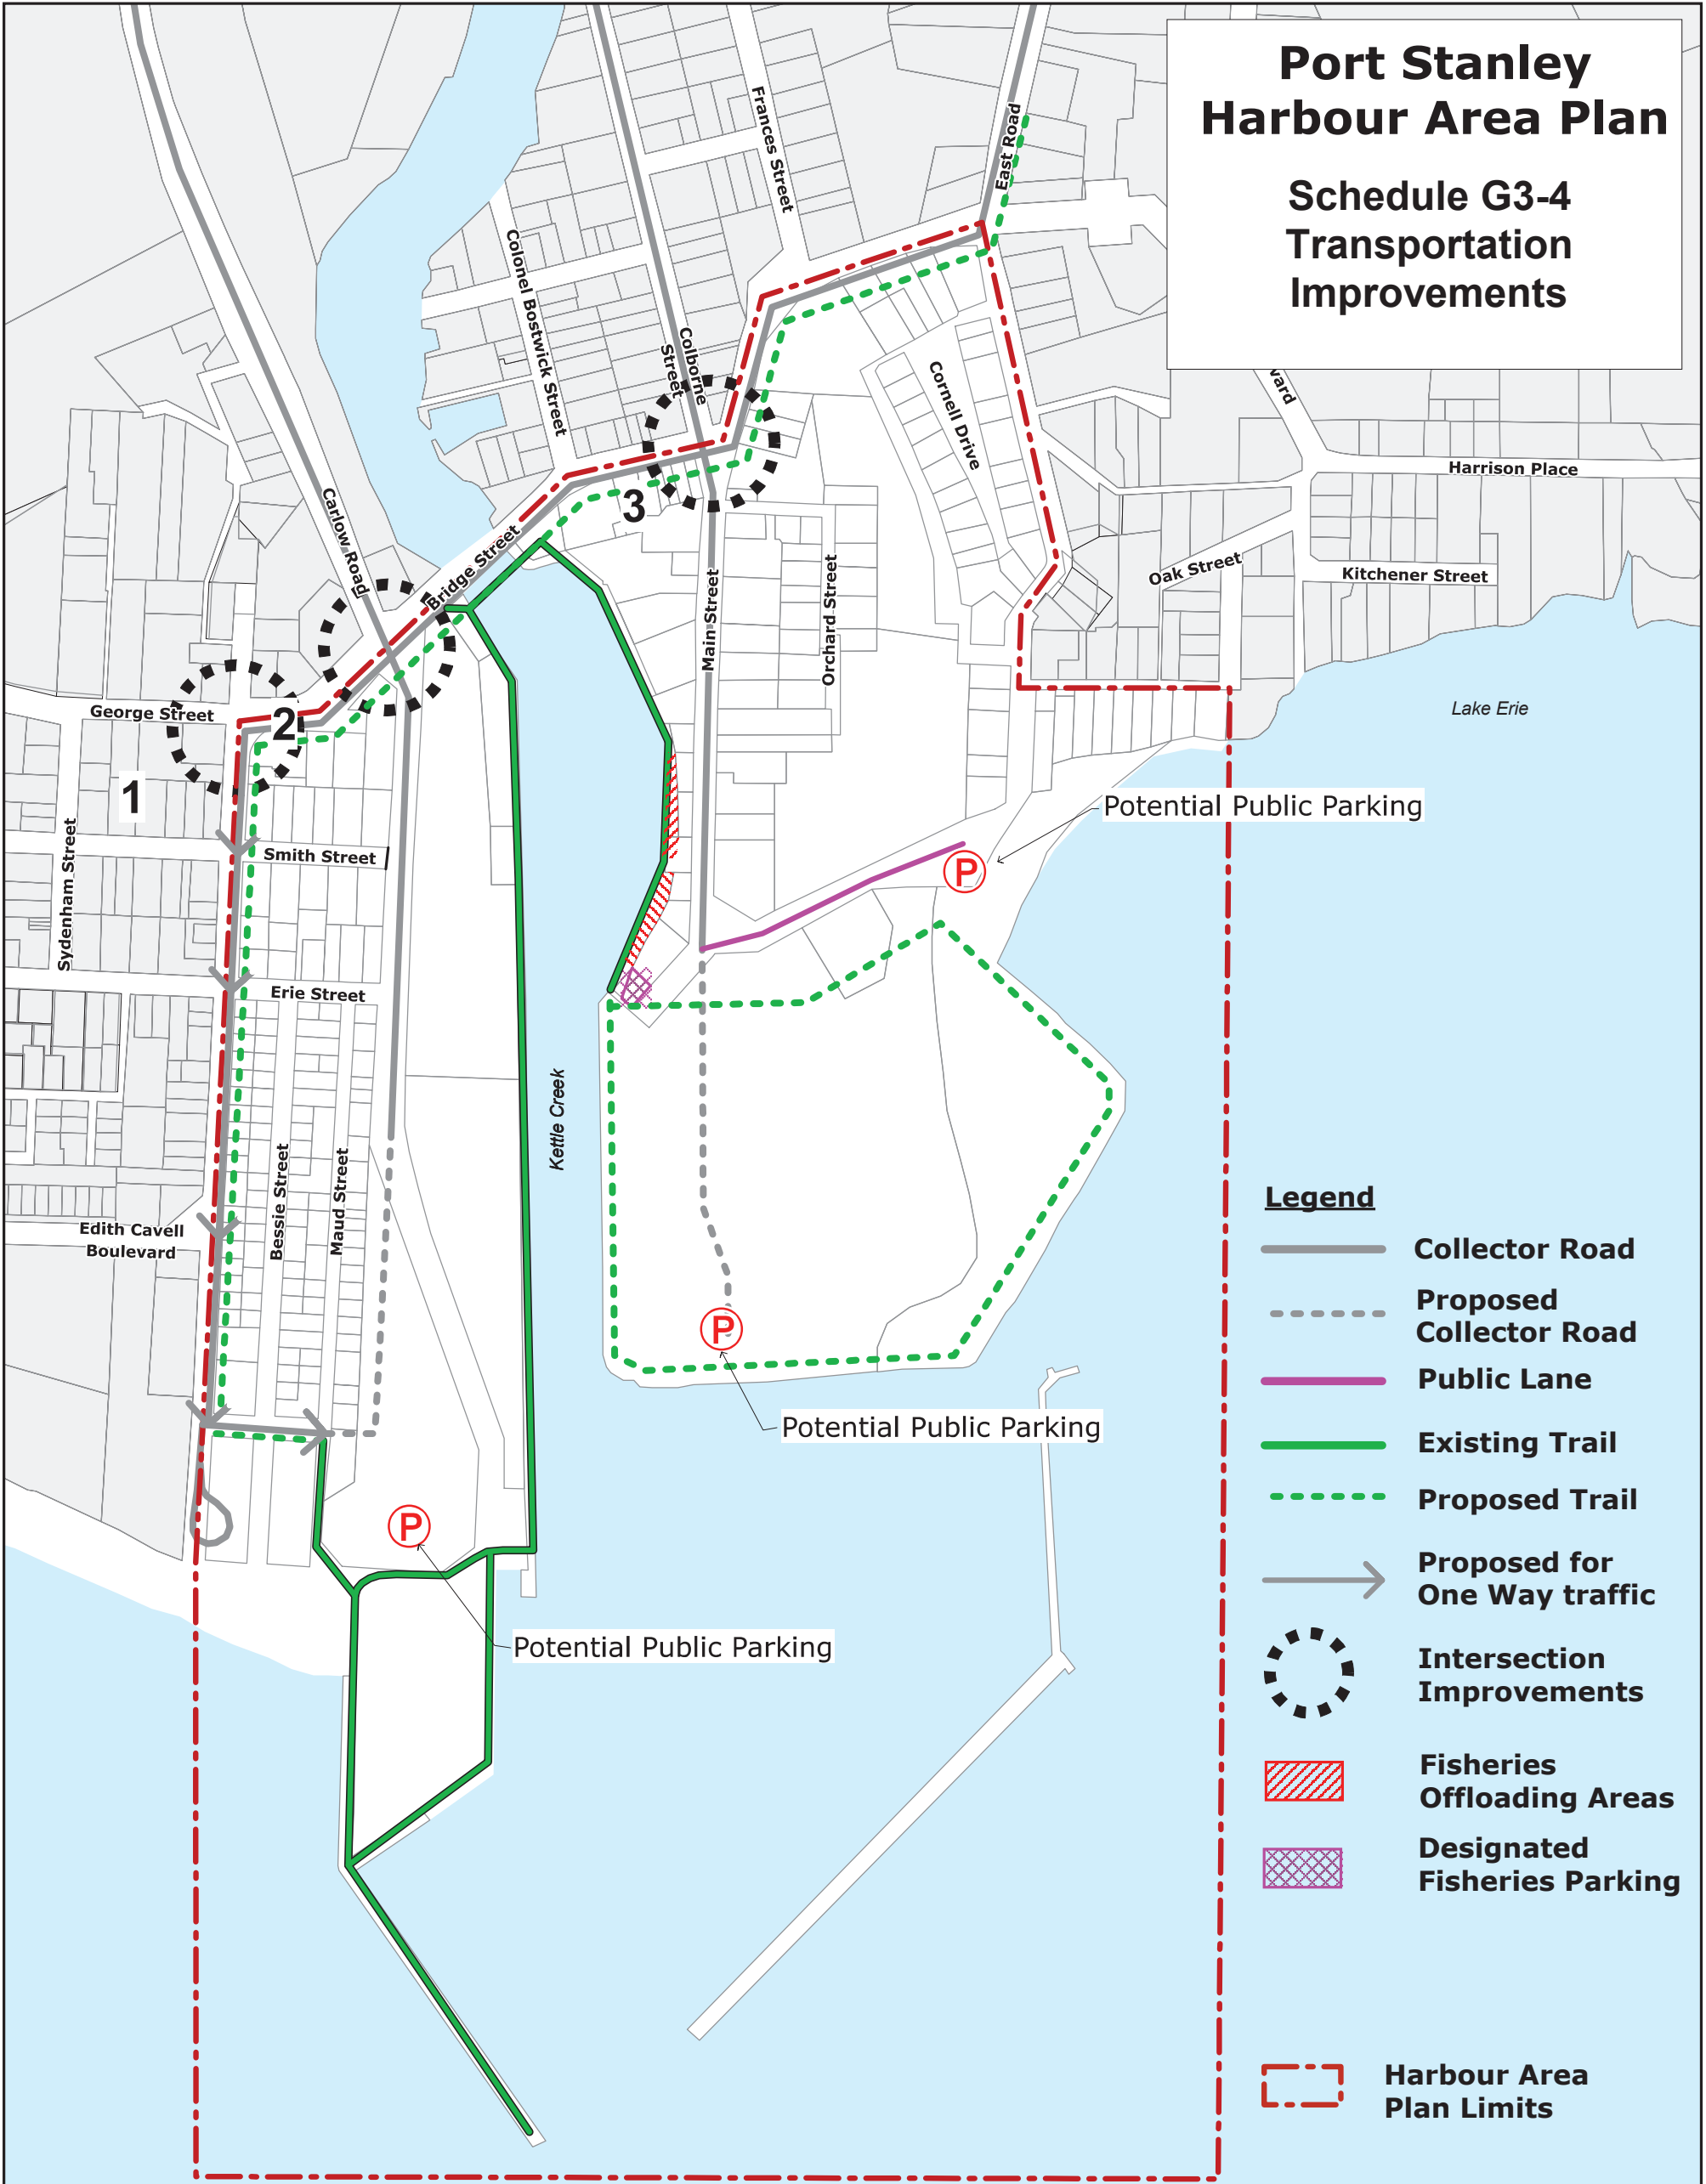 Port Stanley
Harbour Area Plan
Schedule G3-4
Transportation
Improvements
Frances Street
East Road
Colonel Bostwick Street
Colborne
Street
Cornell Drive
vard
Harrison Place
Carlow Road
3
Bridge Street
Oak Street
Kitchener Street
Main Street
Orchard Street
George Street
2
Lake Erie
1
Potential Public Parking
P
Smith Street
Sydenham Street
Erie Street
Kettle Creek
Bessie Street
Maud Street
Edith Cavell
Boulevard
P
Potential Public Parking
P
Potential Public Parking
Legend
Collector Road
Proposed
Collector Road
Public Lane
Existing Trail
Proposed Trail
Proposed for
One Way traffic
Intersection
Improvements
Fisheries
Offloading Areas
Designated
Fisheries Parking
Harbour Area
Plan Limits